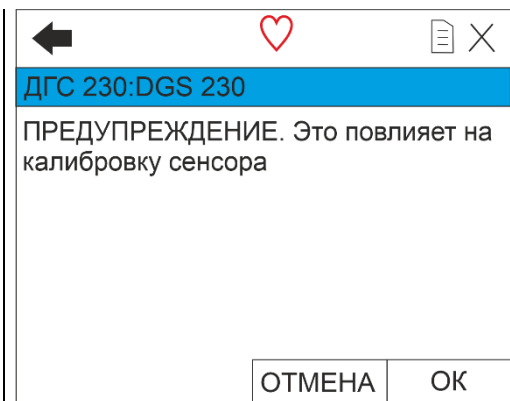 ДГС 230:DGS 230
ПРЕДУПРЕЖДЕНИЕ. Это повлияет на
калибровку сенсора
ОТМЕНА ОК